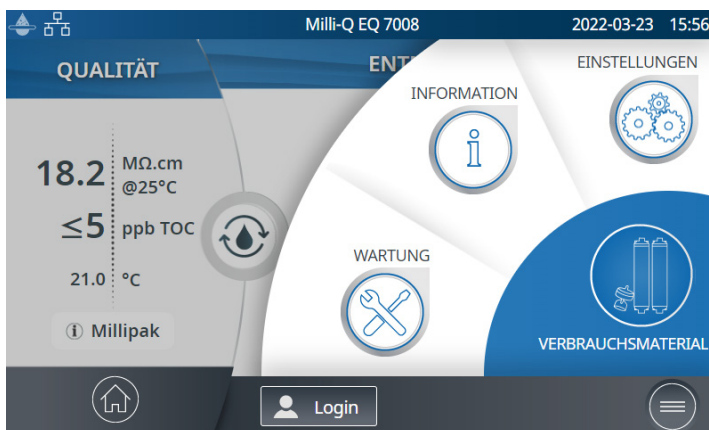 Milli-Q EQ 7008
2022-03-23 15:56
QUALITÄT
18.2 MΩ.cm
@25°C
≤5 ppb TOC
21.0 °C
Millipak
INFORMATION
EINSTELLUNGEN
WARTUNG
VERBRAUCHSMATERIAL
Login